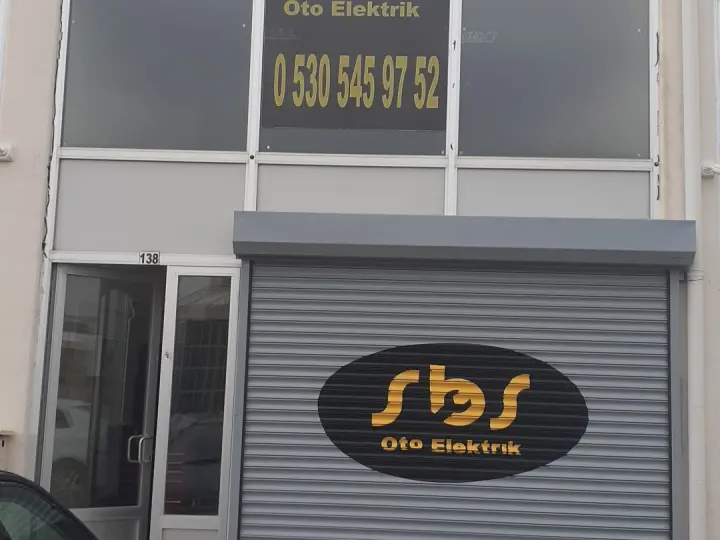 Oto Elektrik
0 530 545 97 52
138
sbs
Oto Elektrik